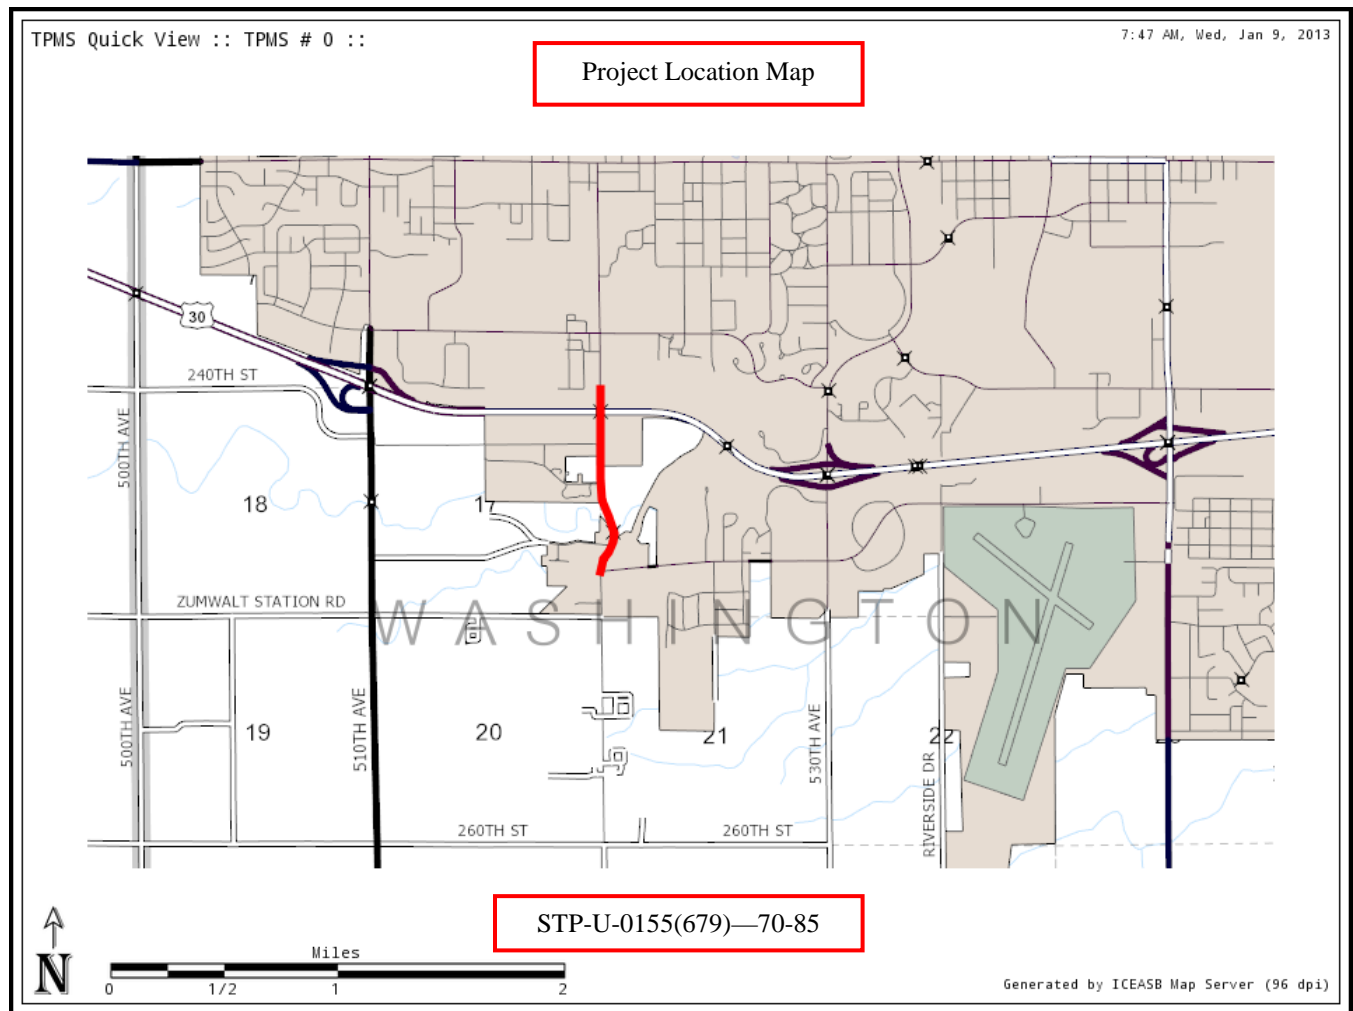 TPMS Quick View :: TPMS # 0 ::
7:47 AM, Wed, Jan 9, 2013
Project Location Map
30
240TH ST
500TH AVE
18
17
ZUMWALT STATION RD
WASHINGTON
500TH AVE
19
510TH AVE
20
21
530TH AVE
22
RIVERSIDE DR
260TH ST
260TH ST
STP-U-0155(679)—70-85
N
Miles
0 1/2 1 2
Generated by ICEASB Map Server (96 dpi)